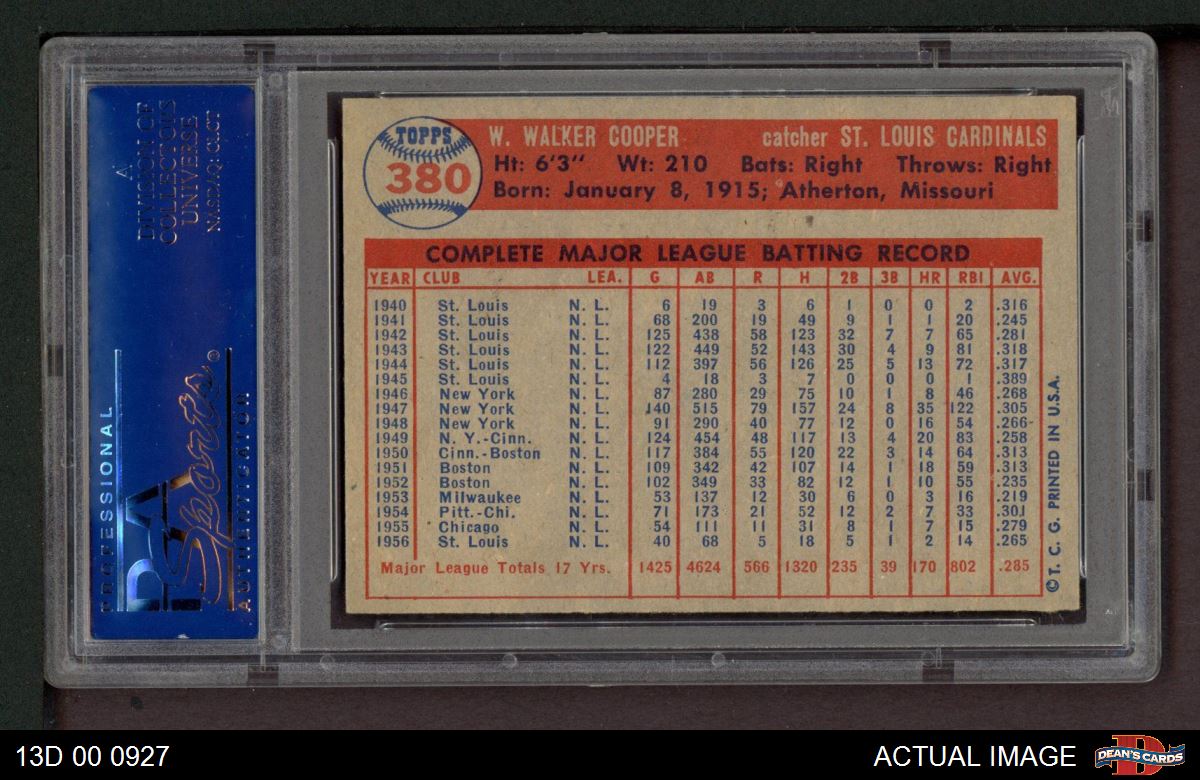 A
DIVISION OF
COLLECTORS
UNIVERSE
NASDAQ: CLCT
PROFESSIONAL
PSA
Sports®
AUTHENTICATOR
TOPPS
380
W. WALKER COOPER catcher ST. LOUIS CARDINALS
Ht: 6'3" Wt: 210 Bats: Right Throws: Right
Born: January 8, 1915; Atherton, Missouri
COMPLETE MAJOR LEAGUE BATTING RECORD
YEAR CLUB LEA. G AB R H 2B 3B HR RBI AVG.
1940 St. Louis N. L. 6 19 3 6 1 0 0 2 .316
1941 St. Louis N. L. 68 200 19 49 9 1 1 20 .245
1942 St. Louis N. L. 125 438 58 123 32 7 7 65 .281
1943 St. Louis N. L. 122 449 52 143 30 4 9 81 .318
1944 St. Louis N. L. 112 397 56 126 25 5 13 72 .317
1945 St. Louis N. L. 4 18 3 7 0 0 0 1 .389
1946 New York N. L. 87 280 29 75 10 1 8 46 .268
1947 New York N. L. 140 515 79 157 24 8 35 122 .305
1948 New York N. L. 91 290 40 77 12 0 16 54 .266
1949 N. Y.-Cinn. N. L. 124 454 48 117 13 4 20 83 .258
1950 Cinn.-Boston N. L. 117 384 55 120 22 3 14 64 .313
1951 Boston N. L. 109 342 42 107 14 1 18 59 .313
1952 Boston N. L. 102 349 33 82 12 1 10 55 .235
1953 Milwaukee N. L. 53 137 12 30 6 0 3 16 .219
1954 Pitt.-Chi. N. L. 71 173 21 52 12 2 7 33 .301
1955 Chicago N. L. 54 111 11 31 8 1 7 15 .279
1956 St. Louis N. L. 40 68 5 18 5 1 2 14 .265
Major League Totals 17 Yrs. 1425 4624 566 1320 235 39 170 802 .285
© T. C. G. PRINTED IN U.S.A.
13D 00 0927
ACTUAL IMAGE
D
DEAN'S CARDS